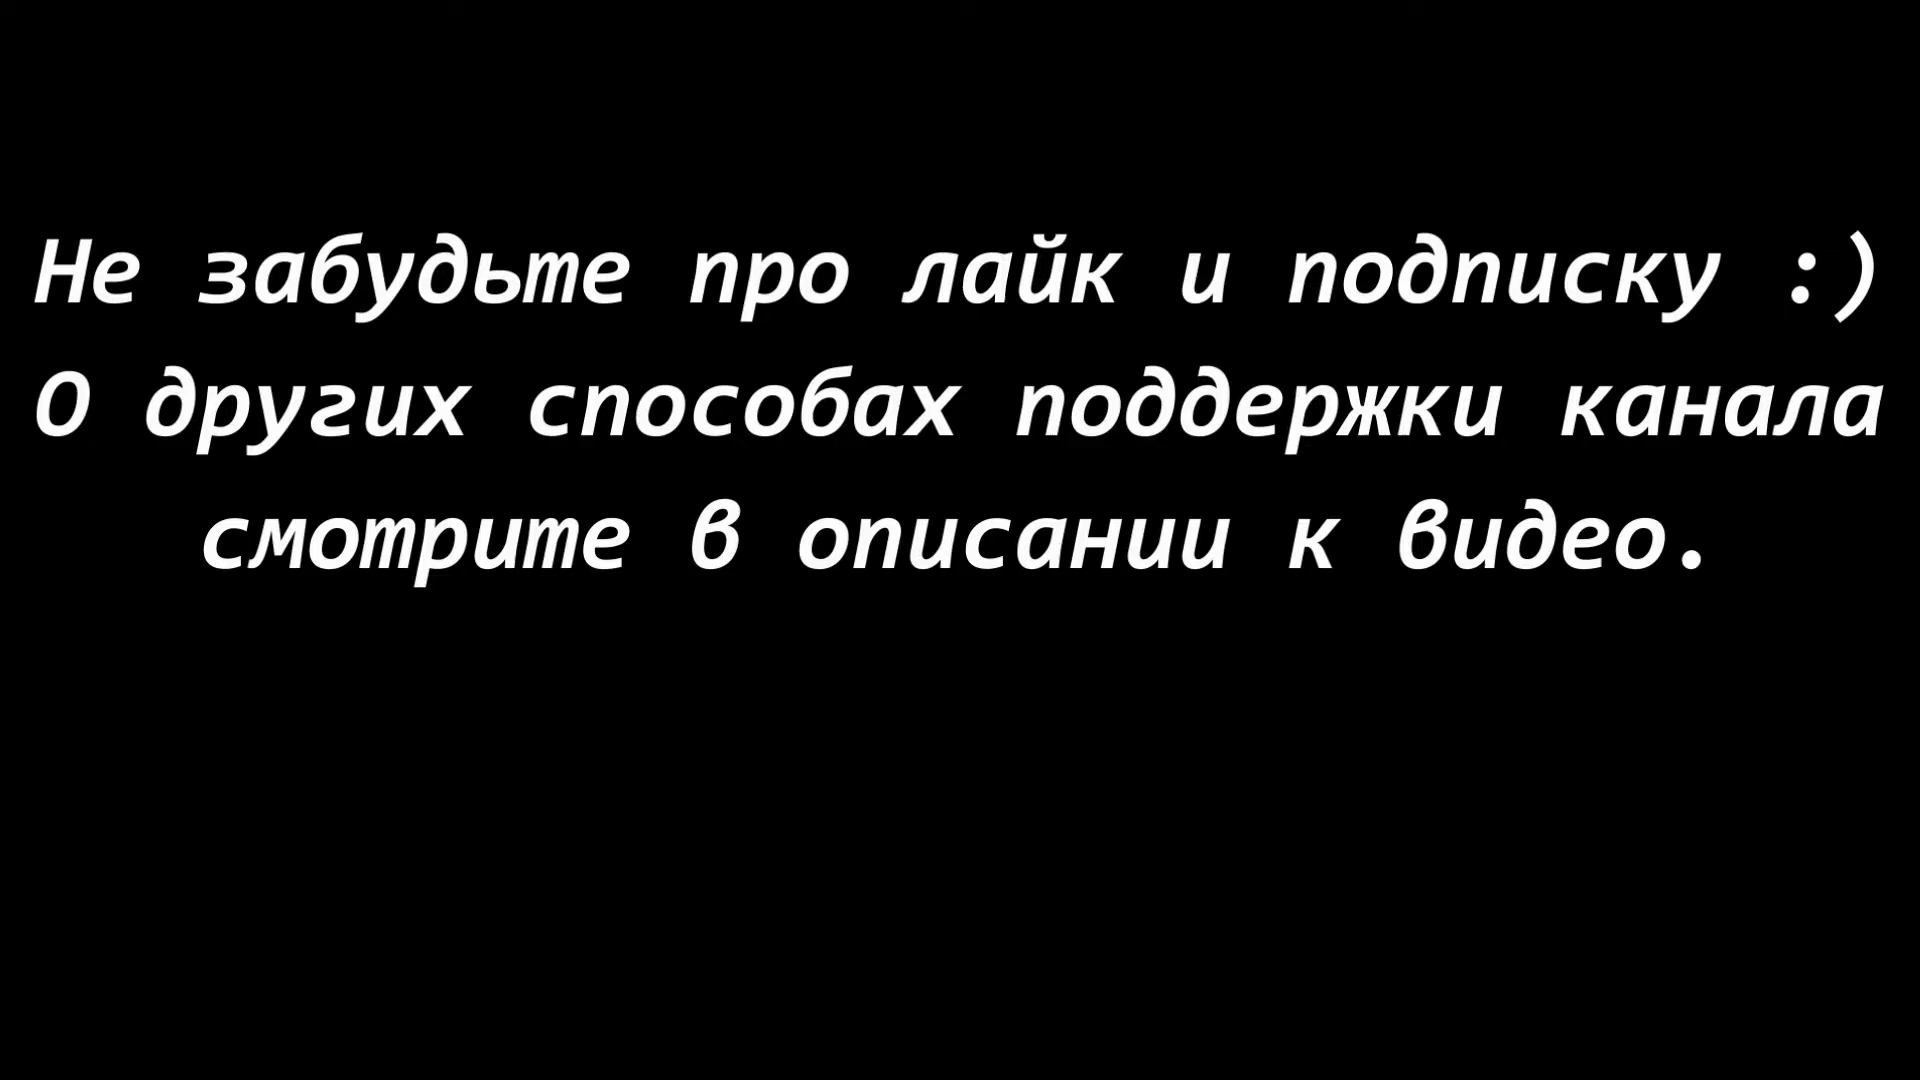 Не забудьте про лайк и подписку :)
О других способах поддержки канала
смотрите в описании к видео.